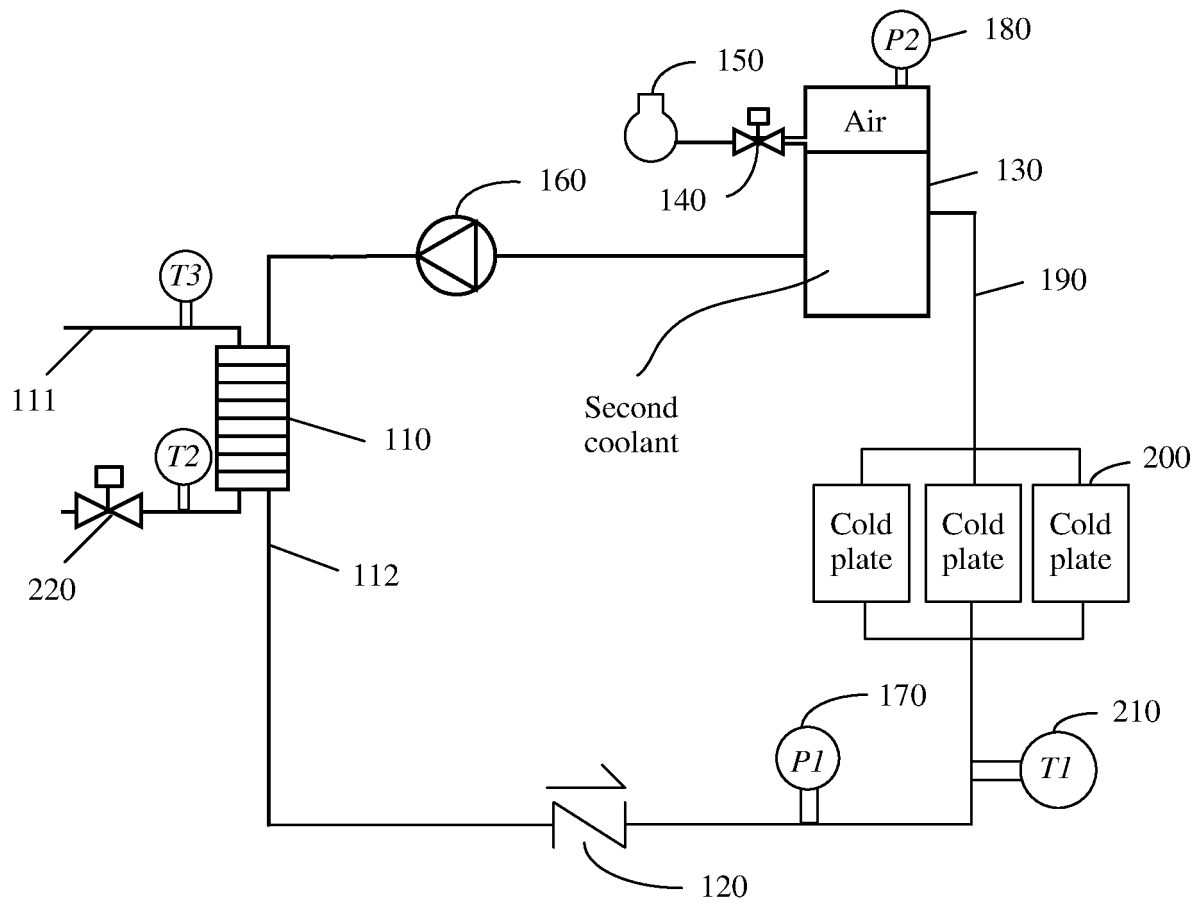 P2
180
150
Air
130
140
160
T3
190
111
Second
coolant
110
T2
200
Cold
plate
Cold
plate
Cold
plate
220
112
170
210
P1
T1
120